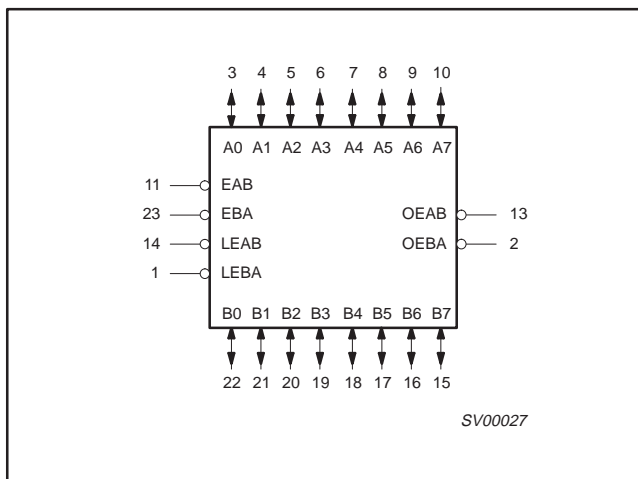 3 4 5 6 7 8 9 10
A0 A1 A2 A3 A4 A5 A6 A7
11 EAB
23 EBA OEAB 13
14 LEAB OEBA 2
1 LEBA
B0 B1 B2 B3 B4 B5 B6 B7
22 21 20 19 18 17 16 15
SV00027